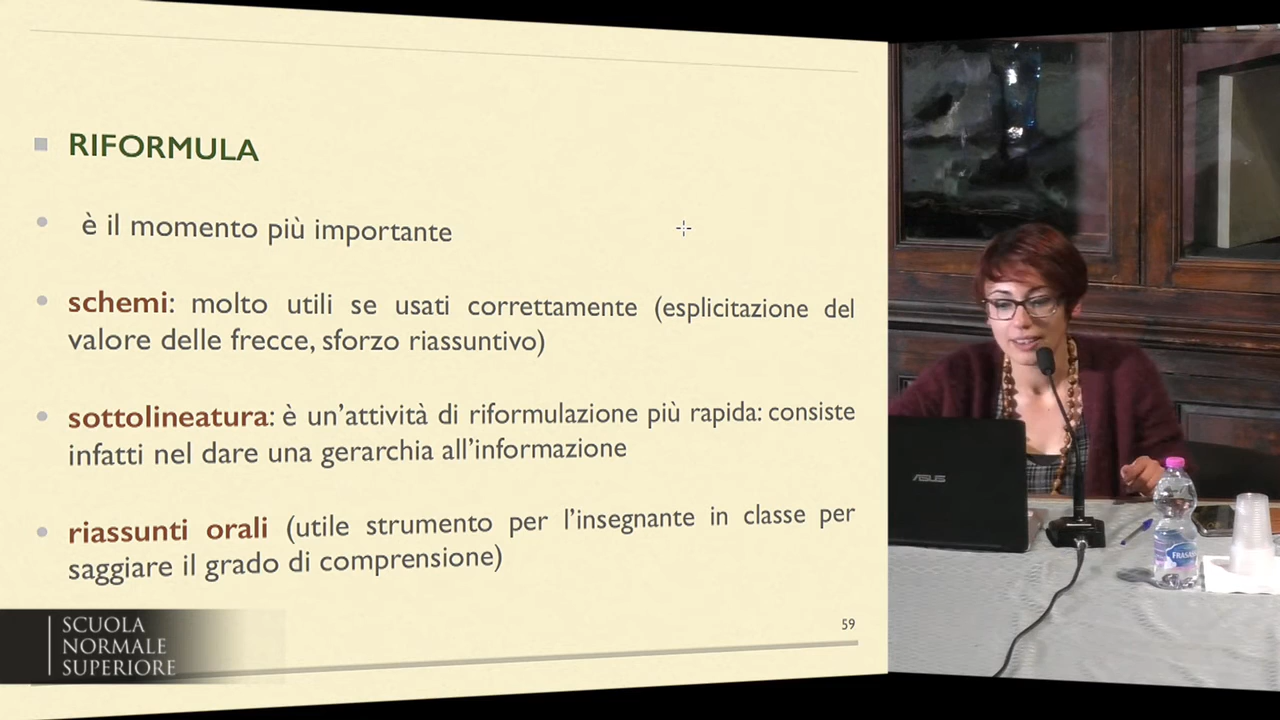 RIFORMULA
è il momento più importante
schemi: molto utili se usati correttamente (esplicitazione del
valore delle frecce, sforzo riassuntivo)
sottolineatura: è un'attività di riformulazione più rapida: consiste
infatti nel dare una gerarchia all'informazione
riassunti orali (utile strumento per l'insegnante in classe per
saggiare il grado di comprensione)
59
SCUOLA
NORMALE
SUPERIORE
ASUS
FRASASSI